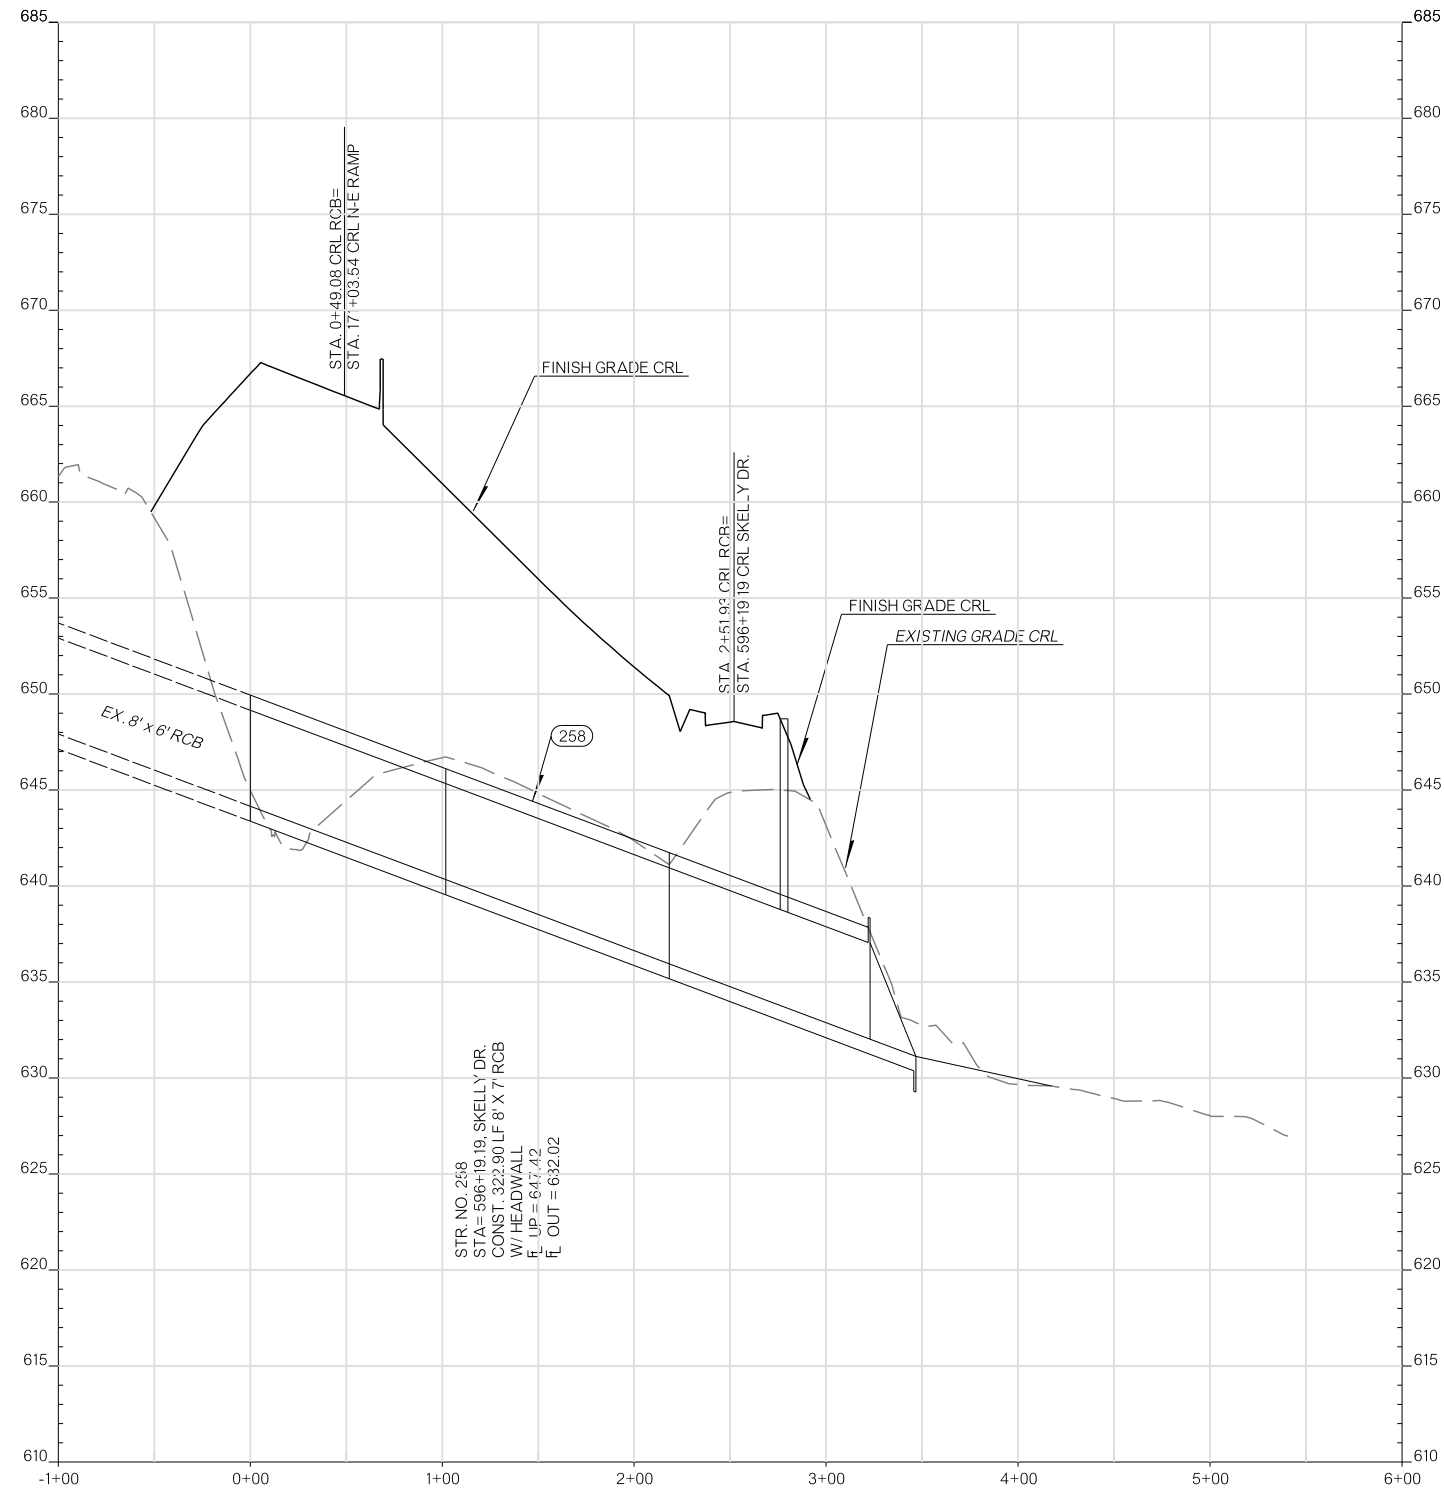 685
685
680
680
675
675
670
670
665
665
660
660
655
655
650
650
645
645
640
640
635
635
630
630
625
625
620
620
615
615
610
610
STA. 0+49.08 CRL RCB=
STA. 171+03.54 CRL N-E RAMP
FINISH GRADE CRL
STA. 2+51.93 CRL RCB=
STA. 596+19.19 CRL SKELLY DR.
FINISH GRADE CRL
EXISTING GRADE CRL
EX. 8' x 6' RCB
258
STR. NO. 258
STA= 596+19.19, SKELLY DR.
CONST. 322.90 LF 8' X 7' RCB
W/ HEADWALL
FL UP = 647.42
FL OUT = 632.02
-1+00
0+00
1+00
2+00
3+00
4+00
5+00
6+00